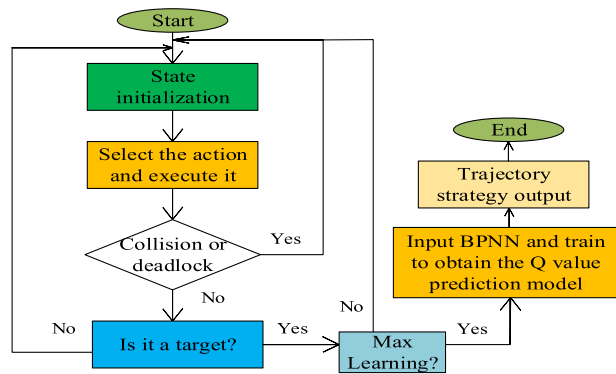 Start
State
initialization
Select the action
and execute it
Collision or
deadlock
Yes
No
Is it a target?
No
Yes
Max
Learning?
No
Yes
Input BPNN and train
to obtain the Q value
prediction model
Trajectory
strategy output
End